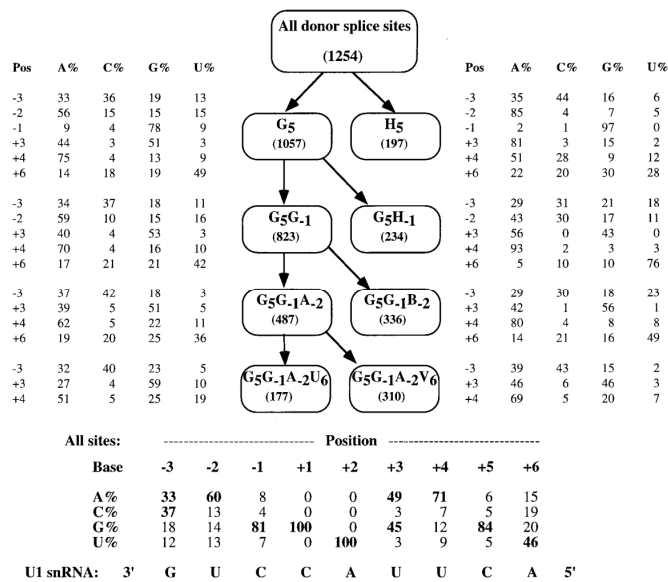 All donor splice sites
(1254)
Pos A% C% G% U%
-3 33 36 19 13
-2 56 15 15 15
-1 9 4 78 9
+3 44 3 51 3
+4 75 4 13 9
+6 14 18 19 49
G5
(1057)
H5
(197)
Pos A% C% G% U%
-3 35 44 16 6
-2 85 4 7 5
-1 2 1 97 0
+3 81 3 15 2
+4 51 28 9 12
+6 22 20 30 28
-3 34 37 18 11
-2 59 10 15 16
+3 40 4 53 3
+4 70 4 16 10
+6 17 21 21 42
G5G-1
(823)
G5H-1
(234)
-3 29 31 21 18
-2 43 30 17 11
+3 56 0 43 0
+4 93 2 3 3
+6 5 10 10 76
-3 37 42 18 3
+3 39 5 51 5
+4 62 5 22 11
+6 19 20 25 36
G5G-1A-2
(487)
G5G-1B-2
(336)
-3 29 30 18 23
+3 42 1 56 1
+4 80 4 8 8
+6 14 21 16 49
-3 32 40 23 5
+3 27 4 59 10
+4 51 5 25 19
G5G-1A-2U6
(177)
G5G-1A-2V6
(310)
-3 39 43 15 2
+3 46 6 46 3
+4 69 5 20 7
All sites: Position
Base -3 -2 -1 +1 +2 +3 +4 +5 +6
A% 33 60 8 0 0 49 71 6 15
C% 37 13 4 0 0 3 7 5 19
G% 18 14 81 100 0 45 12 84 20
U% 12 13 7 0 100 3 9 5 46
U1 snRNA: 3' G U C C A U U C A 5'